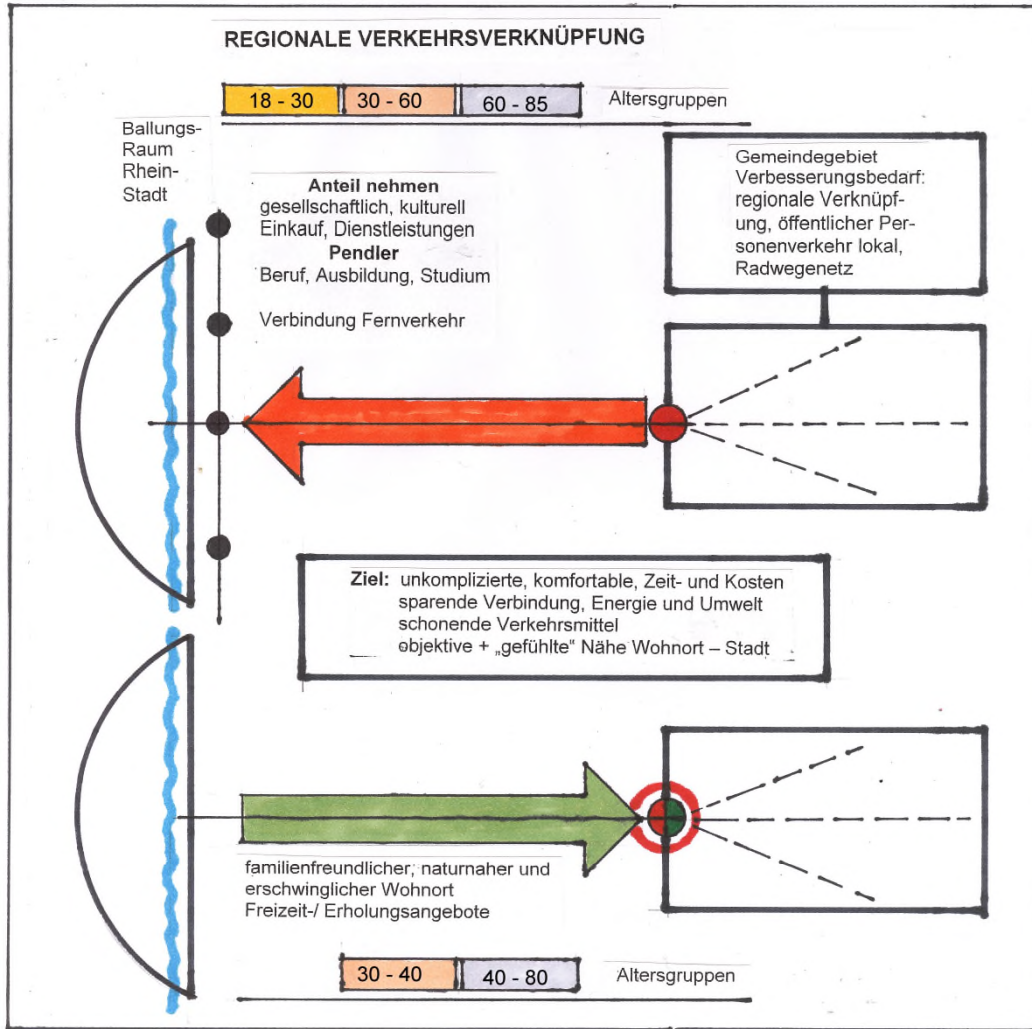 REGIONALE VERKEHRSVERKNÜPFUNG
18 - 30 30 - 60 60 - 85 Altersgruppen
Ballungs-
Raum
Rhein-
Stadt
Anteil nehmen
gesellschaftlich, kulturell
Einkauf, Dienstleistungen
Pendler
Beruf, Ausbildung, Studium
Verbindung Fernverkehr
Gemeindegebiet
Verbesserungsbedarf:
regionale Verknüpf-
ung, öffentlicher Per-
sonenverkehr lokal,
Radwegenetz
Ziel: unkomplizierte, komfortable, Zeit- und Kosten
sparende Verbindung, Energie und Umwelt
schonende Verkehrsmittel
objektive + „gefühlte" Nähe Wohnort – Stadt
familienfreundlicher, naturnaher und
erschwinglicher Wohnort
Freizeit-/ Erholungsangebote
30 - 40 40 - 80 Altersgruppen